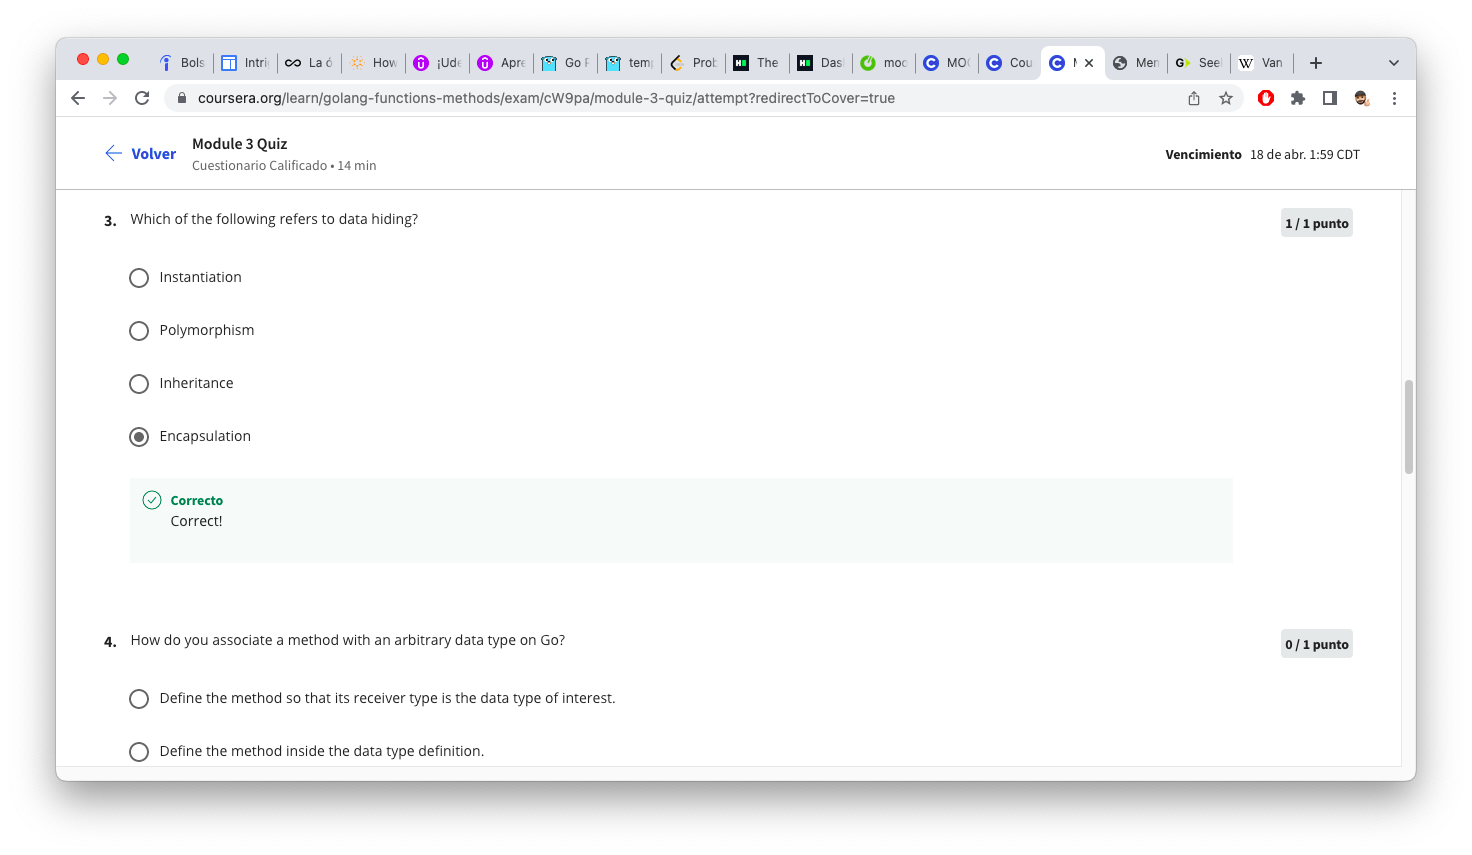 Bols
Intri
La ó
How
¡Ude
Apre
Go F
temp
Prob
The
Das
moo
MOO
Cou
Men
G
See
W
Van
coursera.org/learn/golang-functions-methods/exam/cW9pa/module-3-quiz/attempt?redirectToCover=true
Volver
Module 3 Quiz
Cuestionario Calificado • 14 min
Vencimiento 18 de abr. 1:59 CDT
3. Which of the following refers to data hiding?
1 / 1 punto
Instantiation
Polymorphism
Inheritance
Encapsulation
Correcto
Correct!
4. How do you associate a method with an arbitrary data type on Go?
0 / 1 punto
Define the method so that its receiver type is the data type of interest.
Define the method inside the data type definition.